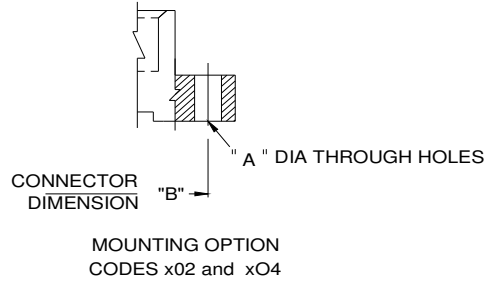 " A " DIA THROUGH HOLES
CONNECTOR
DIMENSION "B"
MOUNTING OPTION
CODES x02 and xO4